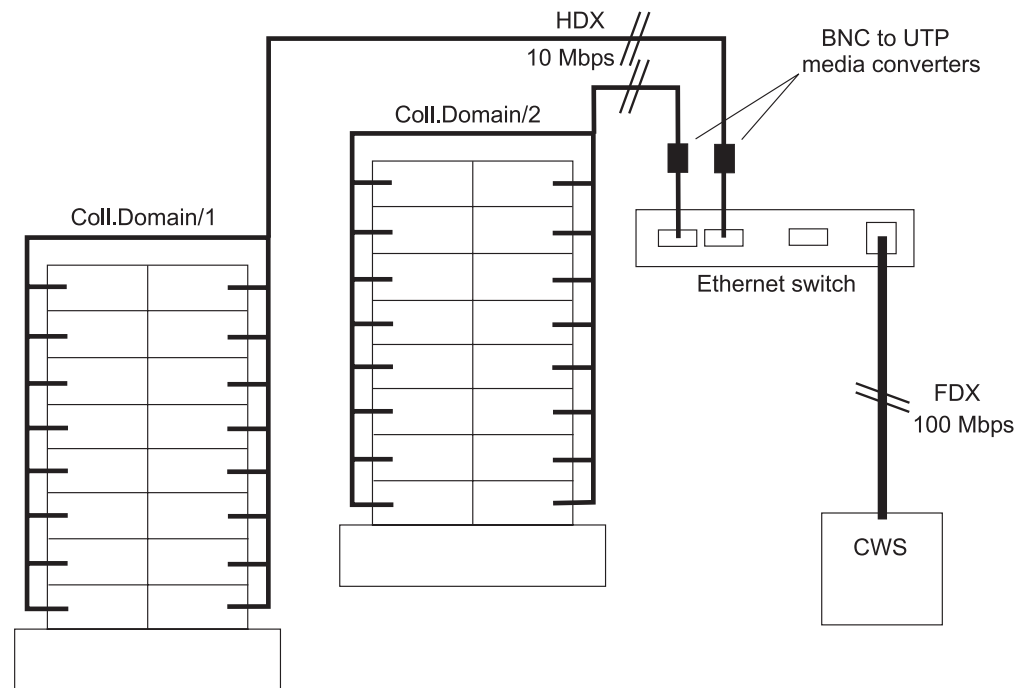 HDX
10 Mbps
BNC to UTP
media converters
Coll.Domain/2
Coll.Domain/1
Ethernet switch
FDX
100 Mbps
CWS